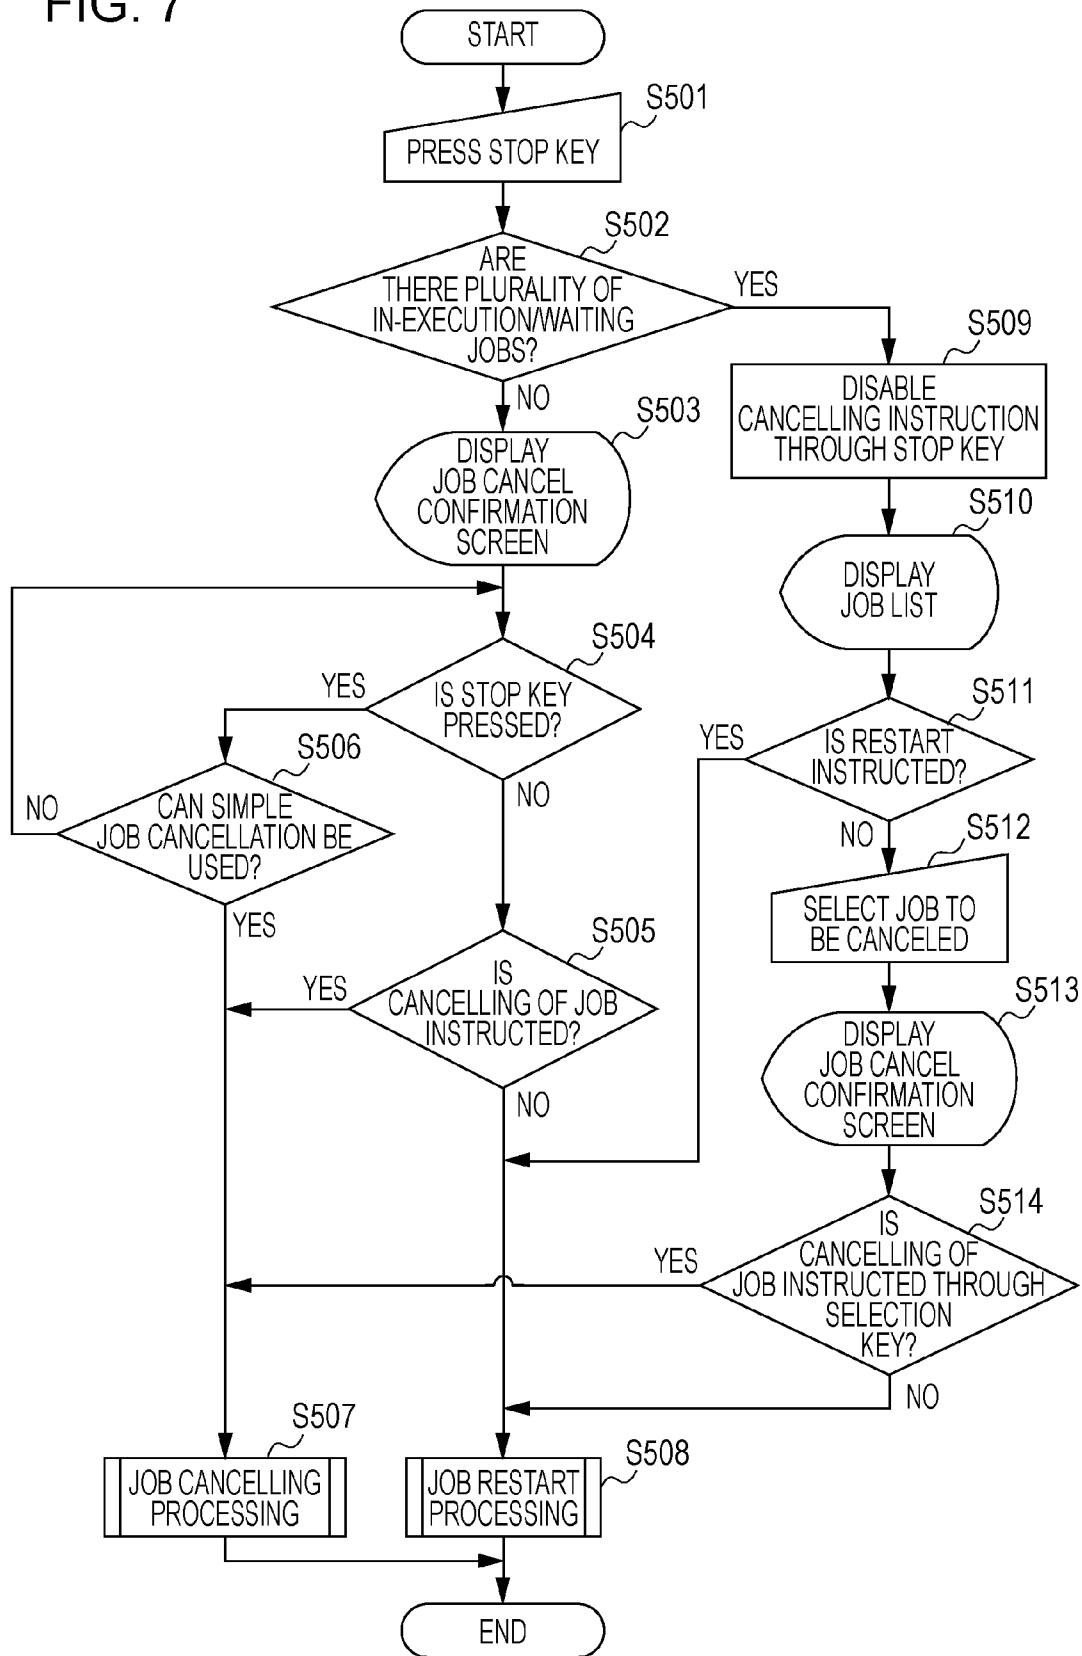 FIG. 7
START
S501
PRESS STOP KEY
S502
ARE
THERE PLURALITY OF
IN-EXECUTION/WAITING
JOBS?
YES
NO
S509
DISABLE
CANCELLING INSTRUCTION
THROUGH STOP KEY
S503
DISPLAY
JOB CANCEL
CONFIRMATION
SCREEN
S510
DISPLAY
JOB LIST
S504
IS STOP KEY
PRESSED?
YES
NO
S511
IS RESTART
INSTRUCTED?
YES
NO
S506
CAN SIMPLE
JOB CANCELLATION BE
USED?
NO
YES
S512
SELECT JOB TO
BE CANCELED
S505
IS
CANCELLING OF JOB
INSTRUCTED?
YES
NO
S513
DISPLAY
JOB CANCEL
CONFIRMATION
SCREEN
S514
IS
CANCELLING OF
JOB INSTRUCTED THROUGH
SELECTION
KEY?
YES
NO
S507
JOB CANCELLING
PROCESSING
S508
JOB RESTART
PROCESSING
END